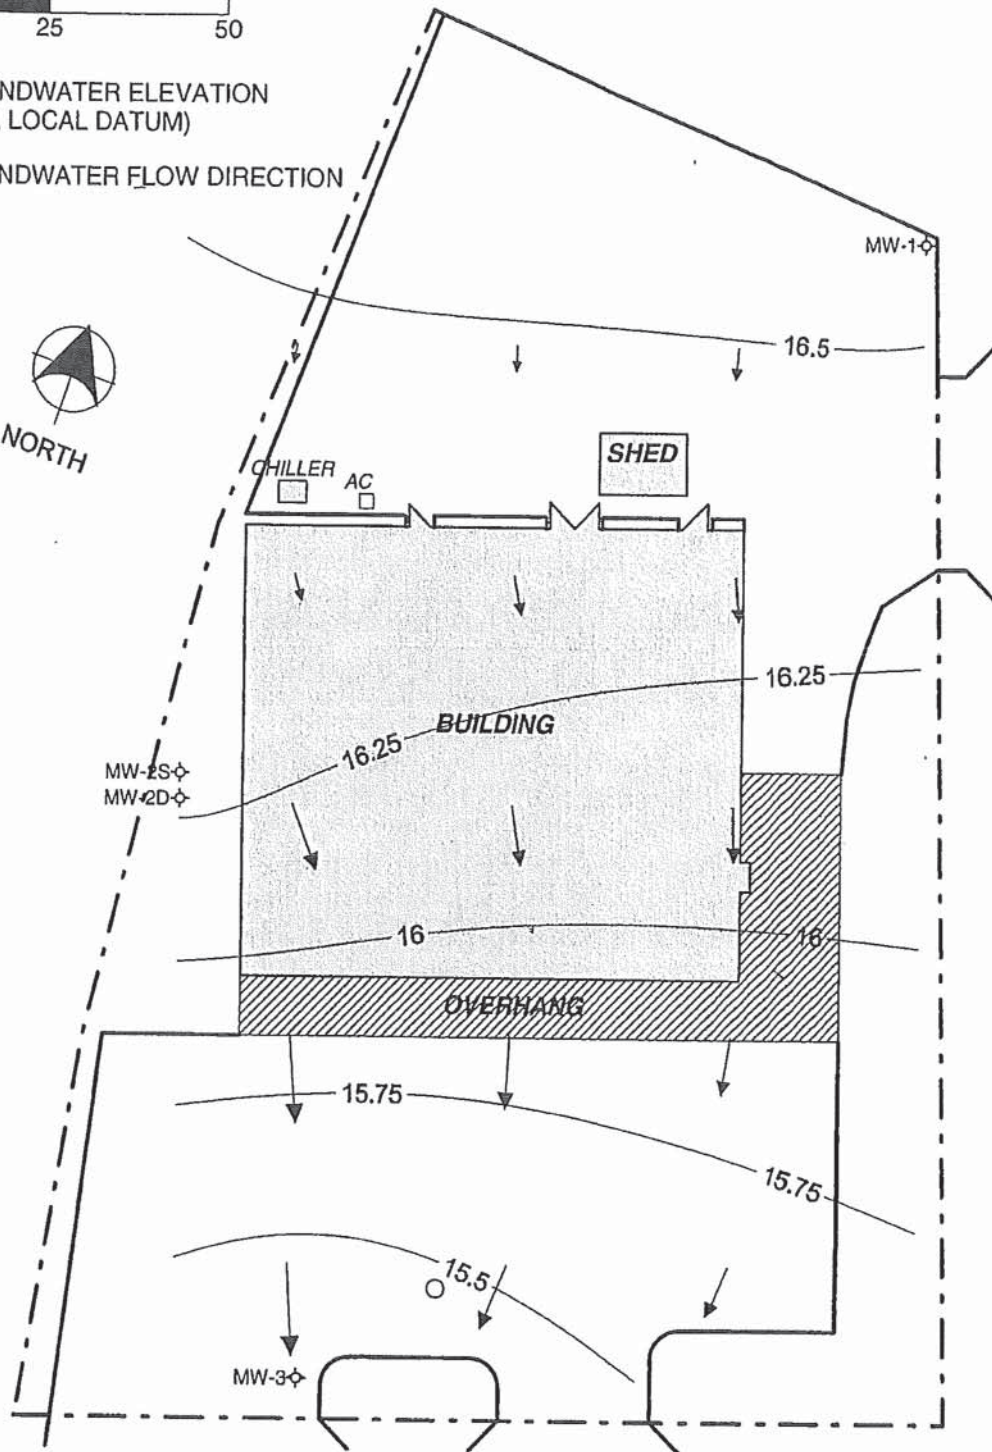 25 50
NDWATER ELEVATION
LOCAL DATUM)
NDWATER FLOW DIRECTION
MW-1
16.5
NORTH
SHED
CHILLER
AC
16.25
BUILDING
16.25
MW-2S
MW-2D
16
16
OVERHANG
15.75
15.75
15.5
MW-3